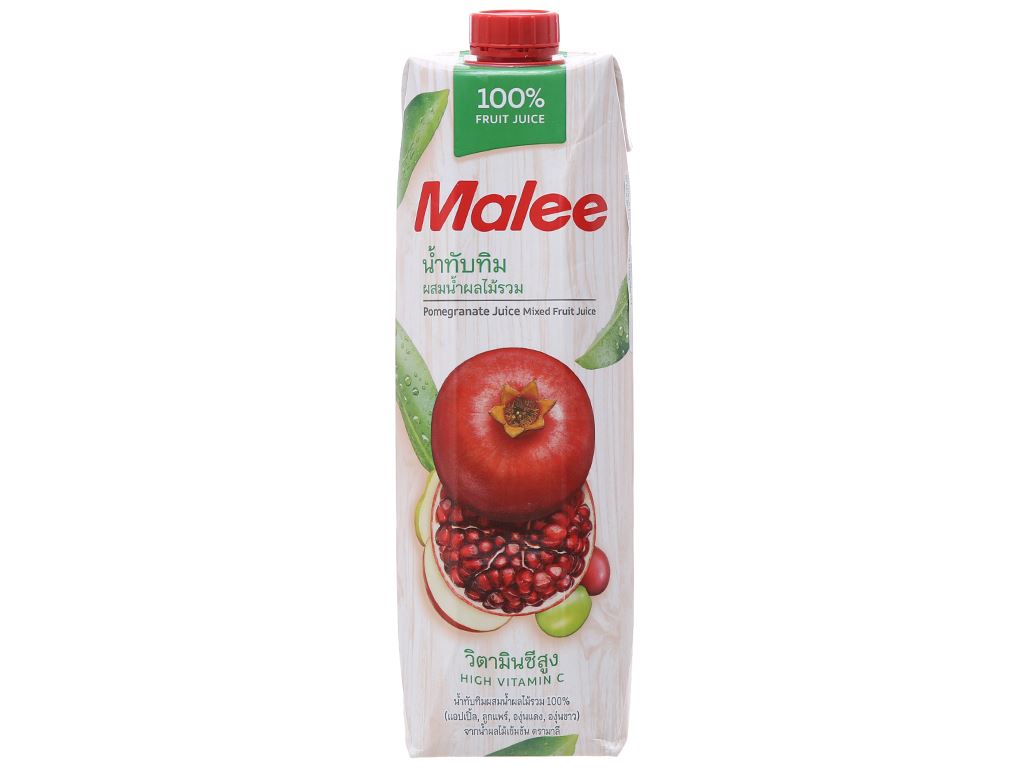 100%
FRUIT JUICE
Malee
น้ำทับทิม
ผสมน้ำผลไม้รวม
Pomegranate Juice Mixed Fruit Juice
วิตามินซีสูง
HIGH VITAMIN C
น้ำทับทิมผสมน้ำผลไม้รวม 100%
(แอปเปิ้ล, ลูกแพร์, องุ่นแดง, องุ่นขาว)
จากน้ำผลไม้เข้มข้น ตรามาลี